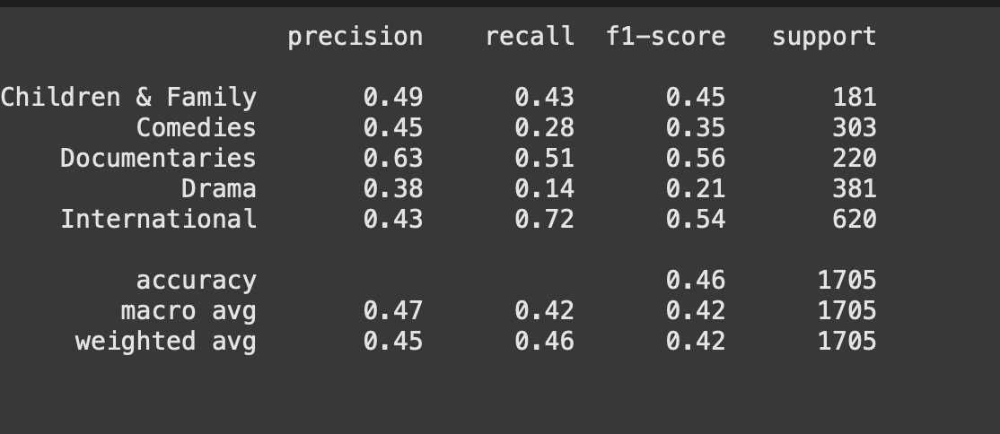 precision recall f1-score support
Children & Family 0.49 0.43 0.45 181
Comedies 0.45 0.28 0.35 303
Documentaries 0.63 0.51 0.56 220
Drama 0.38 0.14 0.21 381
International 0.43 0.72 0.54 620
accuracy 0.46 1705
macro avg 0.47 0.42 0.42 1705
weighted avg 0.45 0.46 0.42 1705